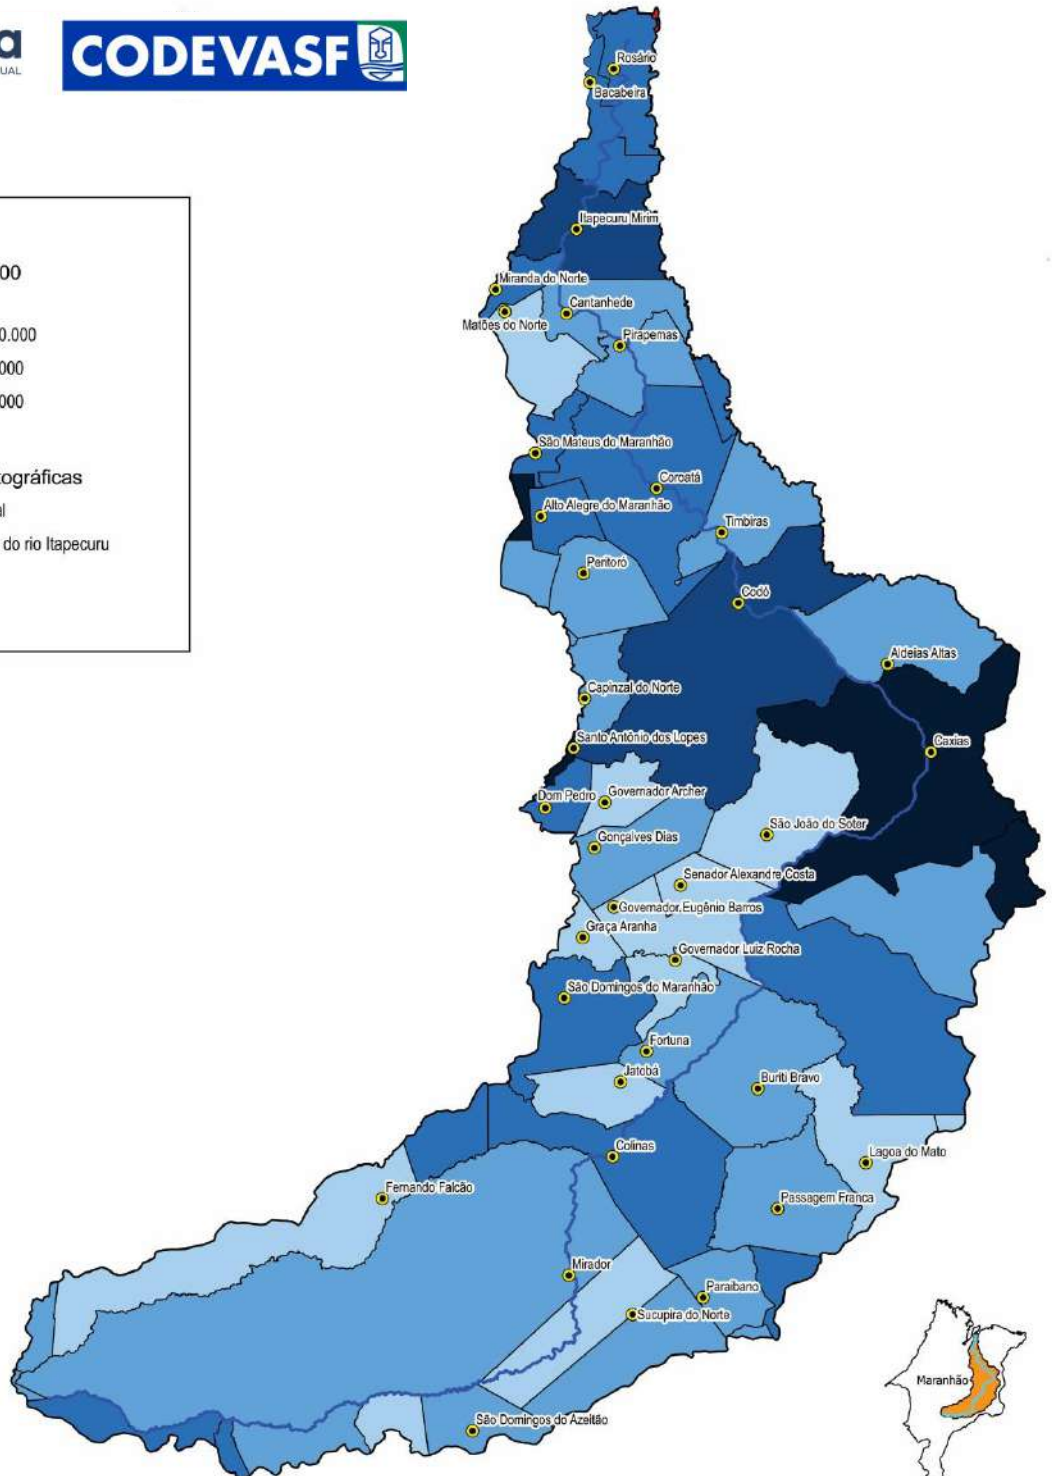 a
UAL
CODEVASF
00
0.000
000
000
tográficas
al
do rio Itapecuru
Rosário
Bacabeira
Itapecuru Mirim
Miranda do Norte
Cantanhede
Matões do Norte
Pirapemas
São Mateus do Maranhão
Coroatá
Alto Alegre do Maranhão
Timbiras
Peritoró
Codó
Aldeias Altas
Capinzal do Norte
Santo Antônio dos Lopes
Caxias
Dom Pedro
Governador Archer
São João do Soter
Gonçalves Dias
Senador Alexandre Costa
Governador Eugênio Barros
Graça Aranha
Governador Luiz Rocha
São Domingos do Maranhão
Fortuna
Jatobá
Buriti Bravo
Colinas
Lagoa do Mato
Fernando Falcão
Passagem Franca
Mirador
Paraibano
Sucupira do Norte
Maranhão
São Domingos do Azeitão